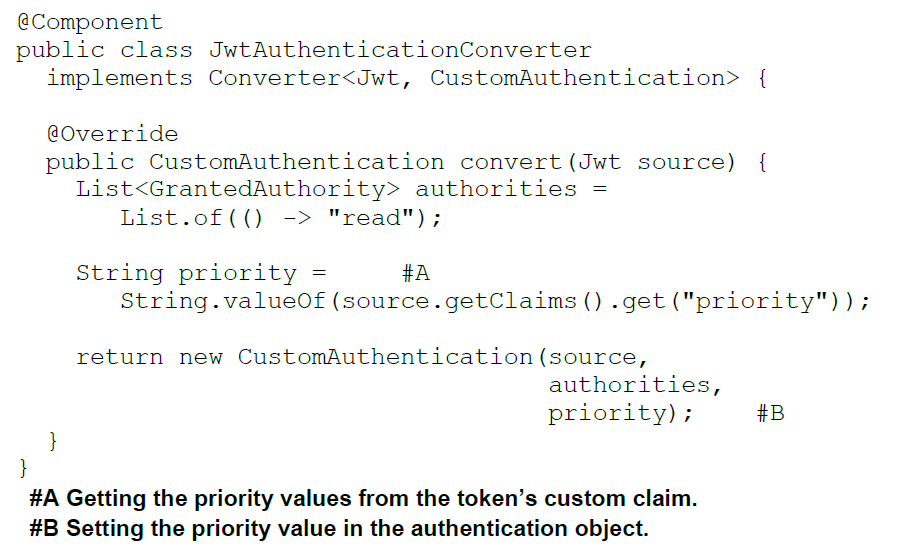 @Component
public class JwtAuthenticationConverter
  implements Converter<Jwt, CustomAuthentication> {

  @Override
  public CustomAuthentication convert(Jwt source) {
    List<GrantedAuthority> authorities =
       List.of(() -> "read");

    String priority =     #A
       String.valueOf(source.getClaims().get("priority"));

    return new CustomAuthentication(source,
                                    authorities,
                                    priority);    #B
  }
}
#A Getting the priority values from the token’s custom claim.
#B Setting the priority value in the authentication object.